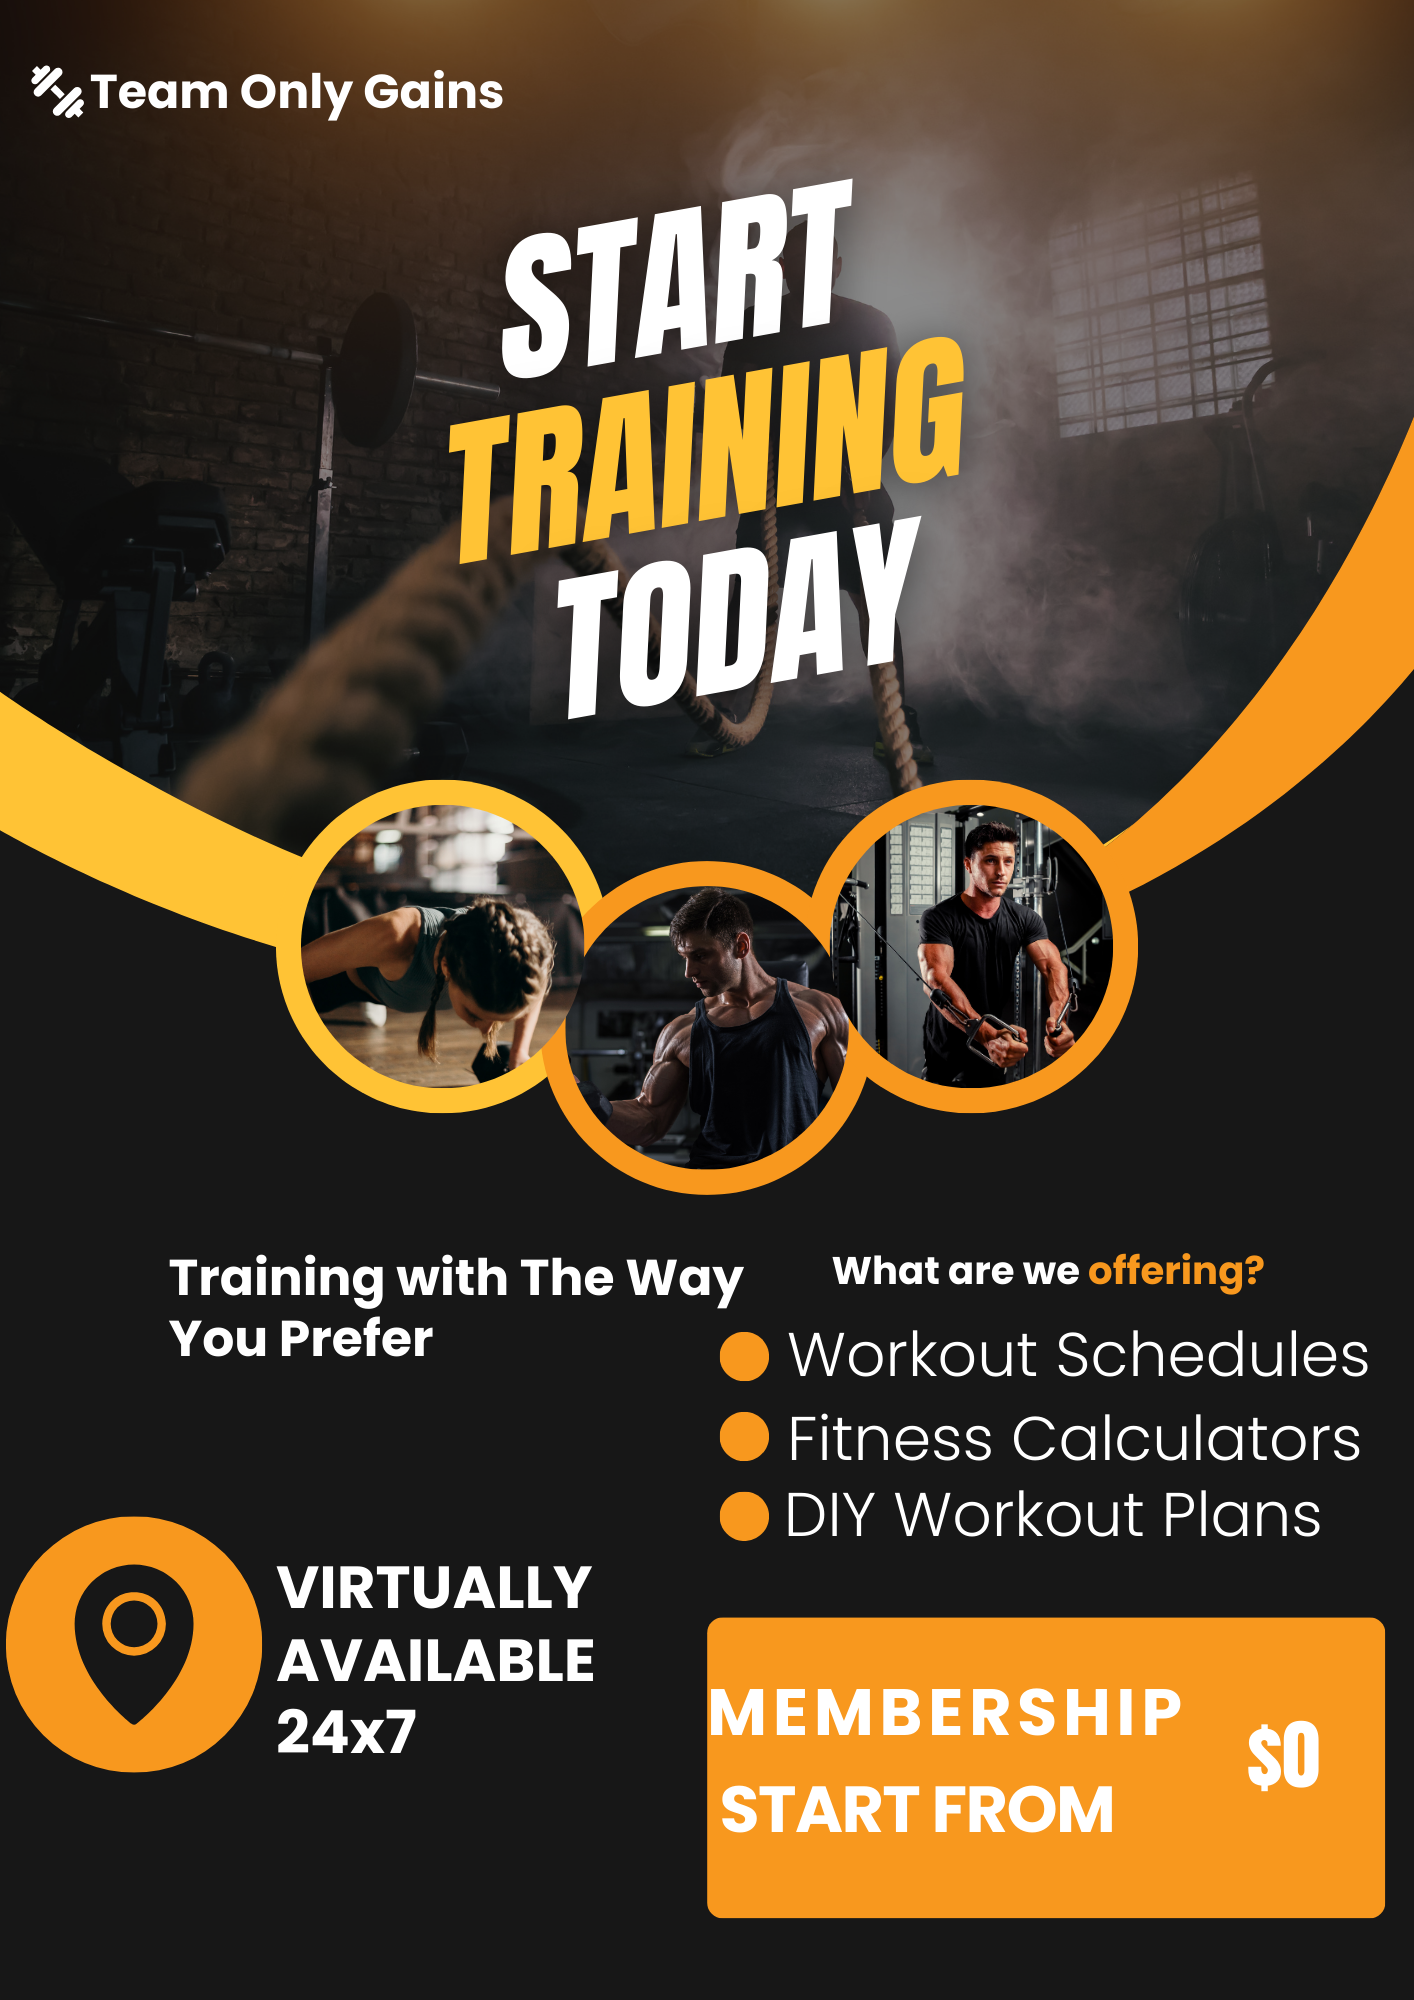 Team Only Gains
START
TRAINING
TODAY
Training with The Way
You Prefer
What are we offering?
Workout Schedules
Fitness Calculators
DIY Workout Plans
VIRTUALLY
AVAILABLE
24x7
MEMBERSHIP
START FROM
$0